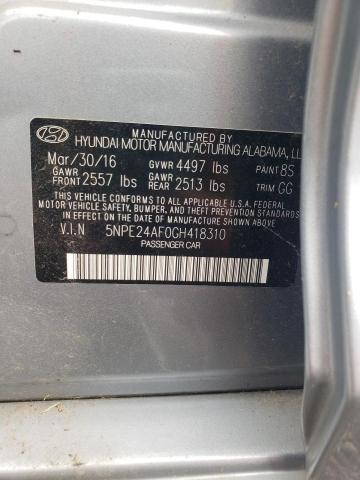 MANUFACTURED BY
HYUNDAI MOTOR MANUFACTURING ALABAMA, LL
Mar/30/16 GVWR 4497 lbs PAINT 8S
GAWR FRONT 2557 lbs GAWR REAR 2513 lbs TRIM GG
THIS VEHICLE CONFORMS TO ALL APPLICABLE U.S.A. FEDERAL
MOTOR VEHICLE SAFETY, BUMPER, AND THEFT PREVENTION
STANDARDS IN EFFECT ON THE DATE OF MANUFACTURE SHOWN ABOVE.
V.I.N 5NPE24AF0GH418310
PASSENGER CAR